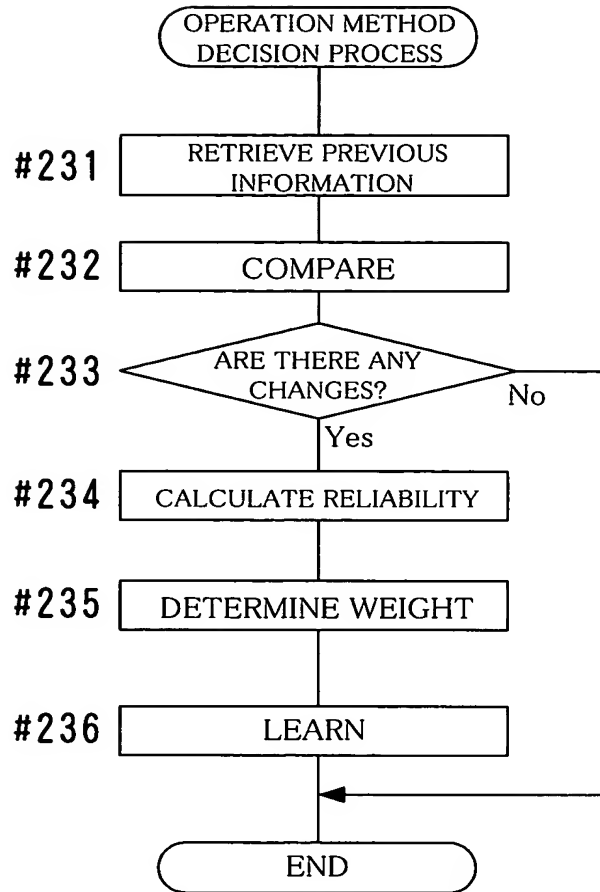 OPERATION METHOD
DECISION PROCESS
#231
RETRIEVE PREVIOUS
INFORMATION
#232
COMPARE
#233
ARE THERE ANY
CHANGES?
No
Yes
#234
CALCULATE RELIABILITY
#235
DETERMINE WEIGHT
#236
LEARN
END